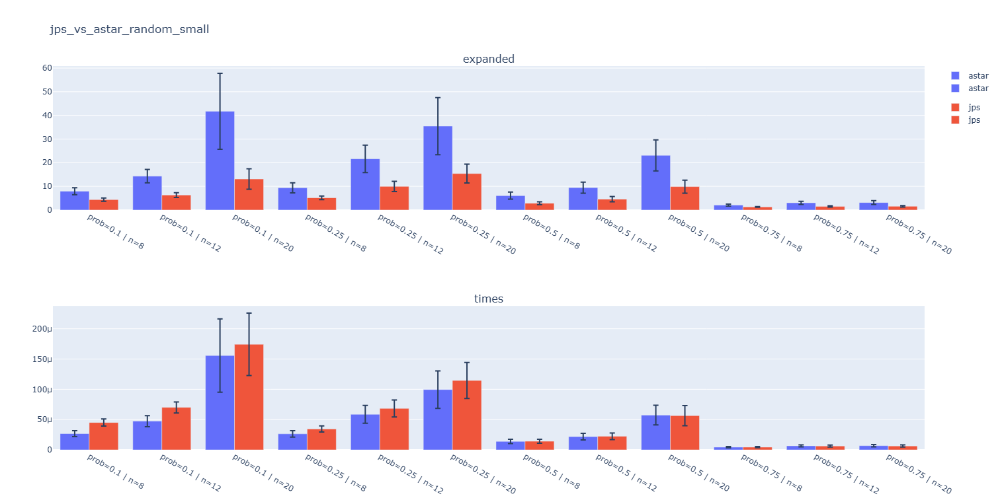 jps_vs_astar_random_small
expanded
60
50
40
30
20
10
0
prob=0.1 | n=8
prob=0.1 | n=12
prob=0.1 | n=20
prob=0.25 | n=8
prob=0.25 | n=12
prob=0.25 | n=20
prob=0.5 | n=8
prob=0.5 | n=12
prob=0.5 | n=20
prob=0.75 | n=8
prob=0.75 | n=12
prob=0.75 | n=20
astar
astar
jps
jps
times
200μ
150μ
100μ
50μ
0
prob=0.1 | n=8
prob=0.1 | n=12
prob=0.1 | n=20
prob=0.25 | n=8
prob=0.25 | n=12
prob=0.25 | n=20
prob=0.5 | n=8
prob=0.5 | n=12
prob=0.5 | n=20
prob=0.75 | n=8
prob=0.75 | n=12
prob=0.75 | n=20